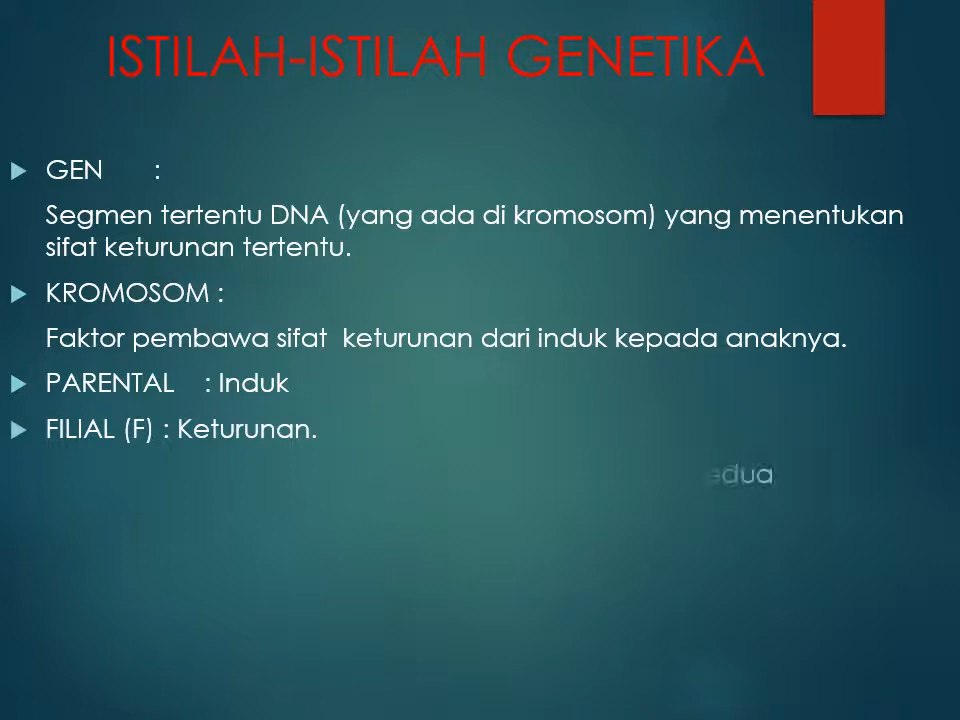 ISTILAH-ISTILAH GENETIKA
GEN :
Segmen tertentu DNA (yang ada di kromosom) yang menentukan
sifat keturunan tertentu.
KROMOSOM :
Faktor pembawa sifat keturunan dari induk kepada anaknya.
PARENTAL : Induk
FILIAL (F) : Keturunan.